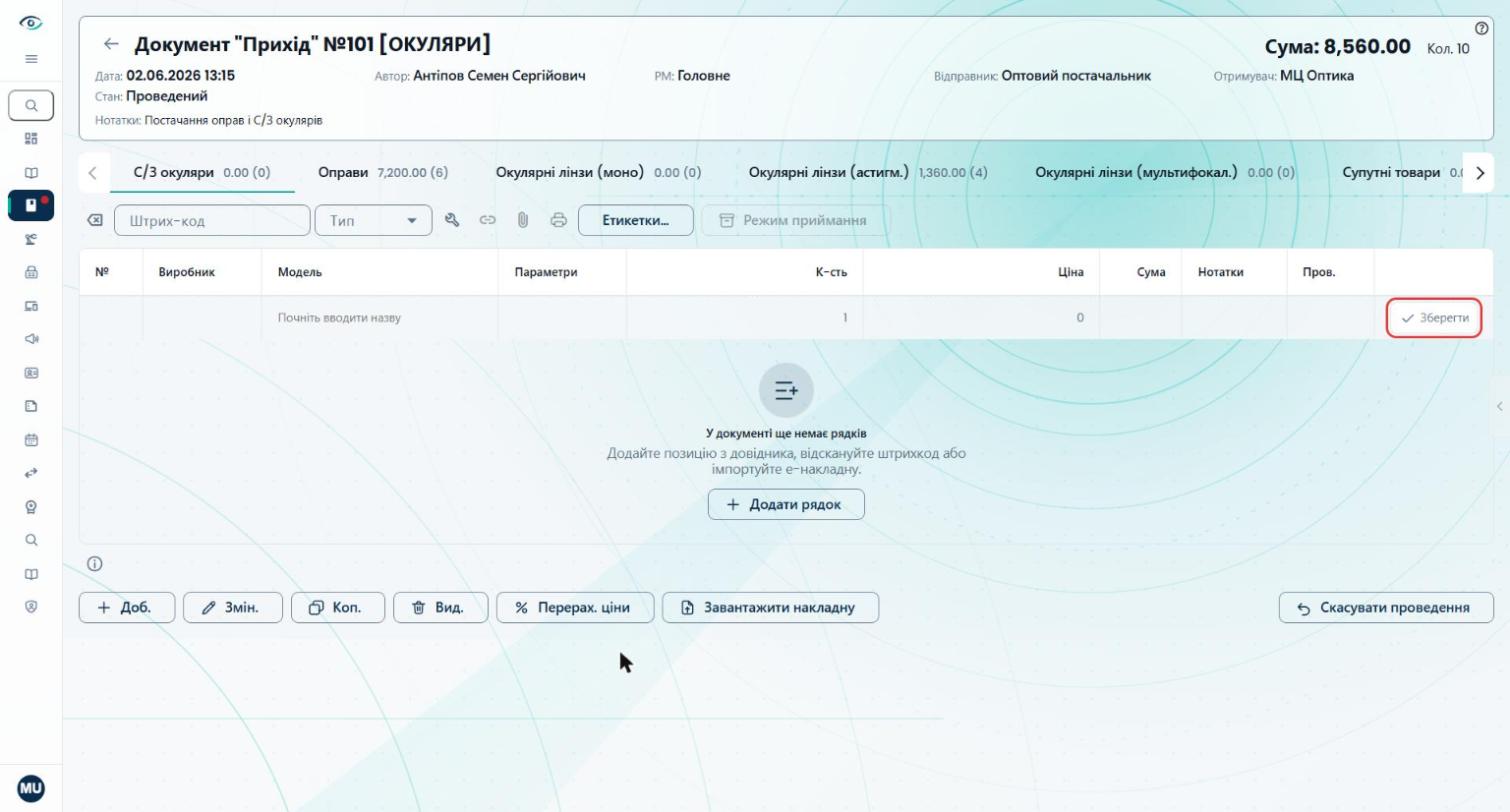 Документ "Прихід" №101 [ОКУЛЯРИ]
Сума: 8,560.00 Кол. 10
Дата: 02.06.2026 13:15 Автор: Антіпов Семен Сергійович РМ: Головне Відправник: Оптовий постачальник Отримувач: МЦ Оптика
Стан: Проведений
Нотатки: Постачання оправ і С/З окулярів
С/З окуляри 0.00 (0) Оправи 7,200.00 (6) Окулярні лінзи (моно) 0.00 (0) Окулярні лінзи (астигм.) 1,360.00 (4) Окулярні лінзи (мультифокал.) 0.00 (0) Супутні товари 0.
Штрих-код Тип Етикетки... Режим приймання
№ Виробник Модель Параметри К-сть Ціна Сума Нотатки Пров.
Почніть вводити назву 1 0 Зберегти
У документі ще немає рядків
Додайте позицію з довідника, відскануйте штрихкод або
імпортуйте е-накладну.
Додати рядок
Доб. Змін. Коп. Вид. % Перерах. ціни Завантажити накладну Скасувати проведення
MU